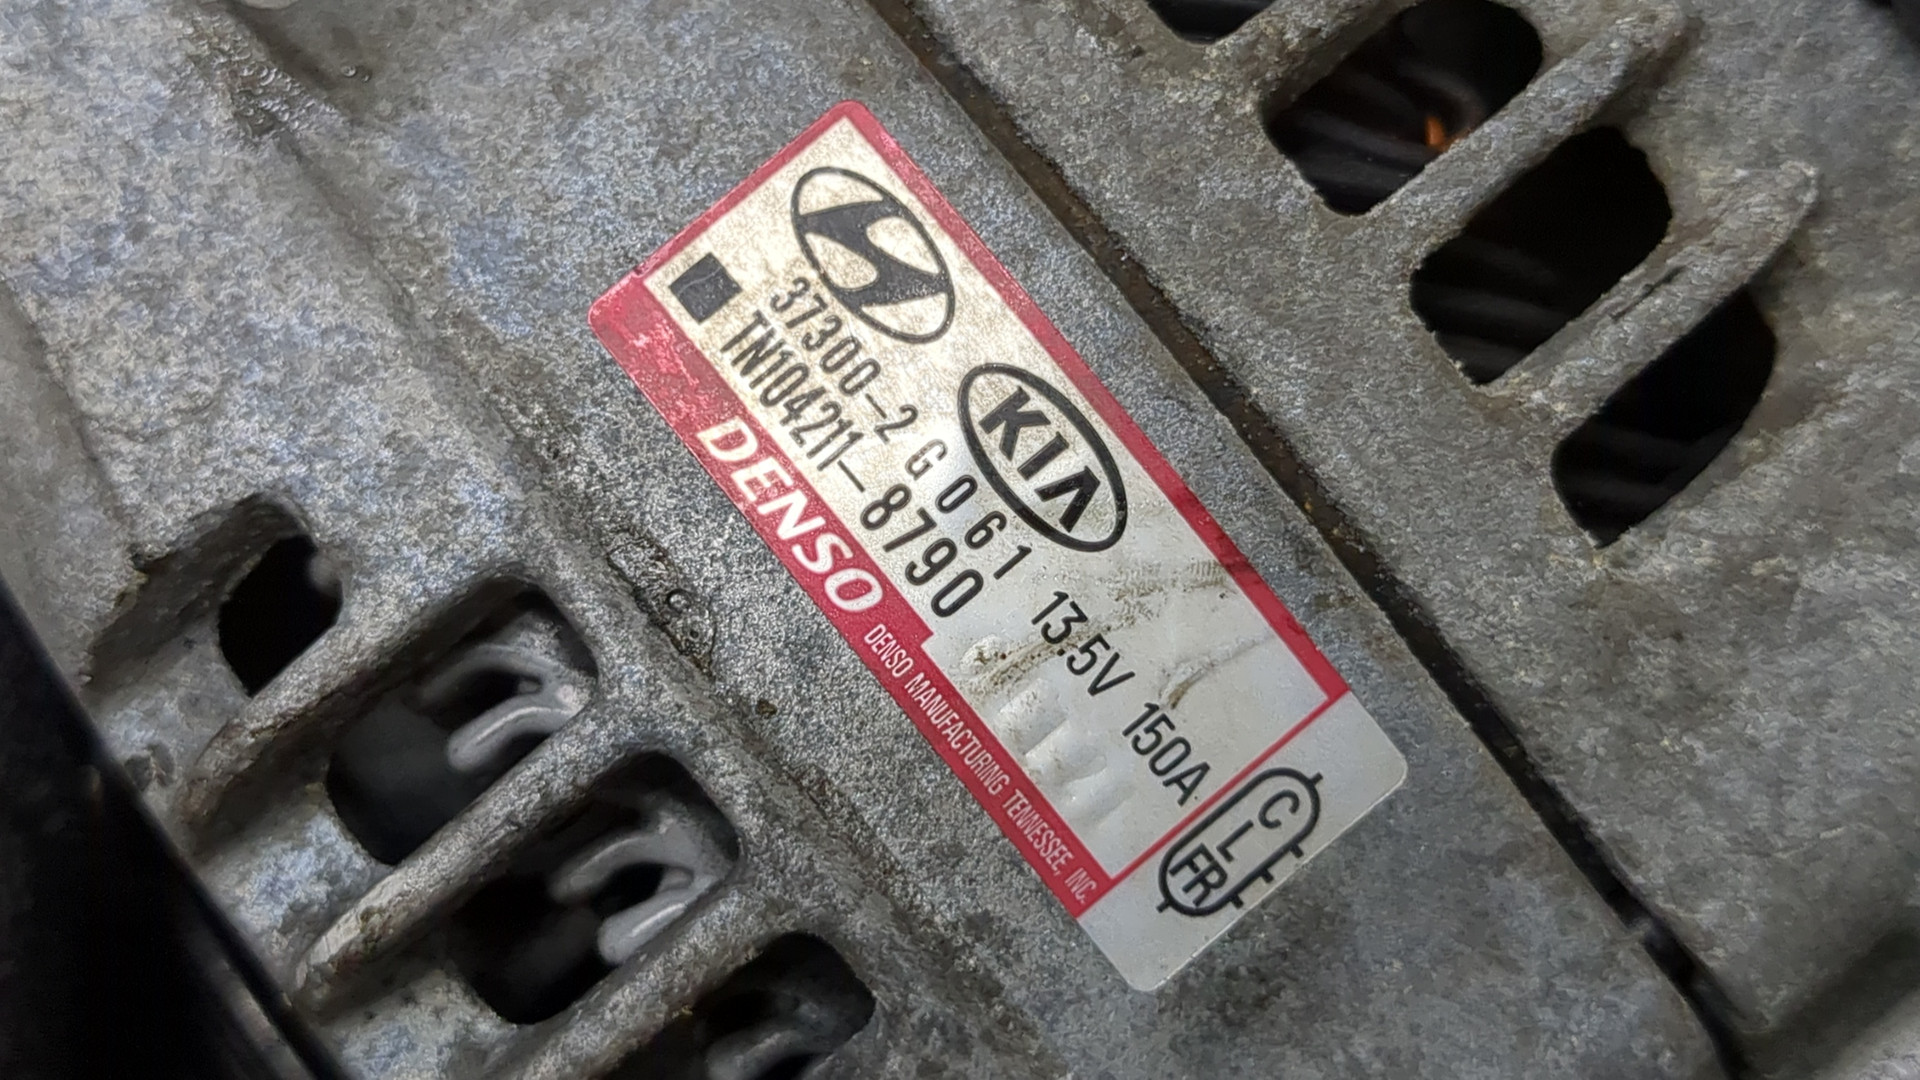 KIA
37300-2G061
TN104211-8790
13.5V 150A
DENSO
DENSO MANUFACTURING TENNESSEE, INC.
C
L
FR